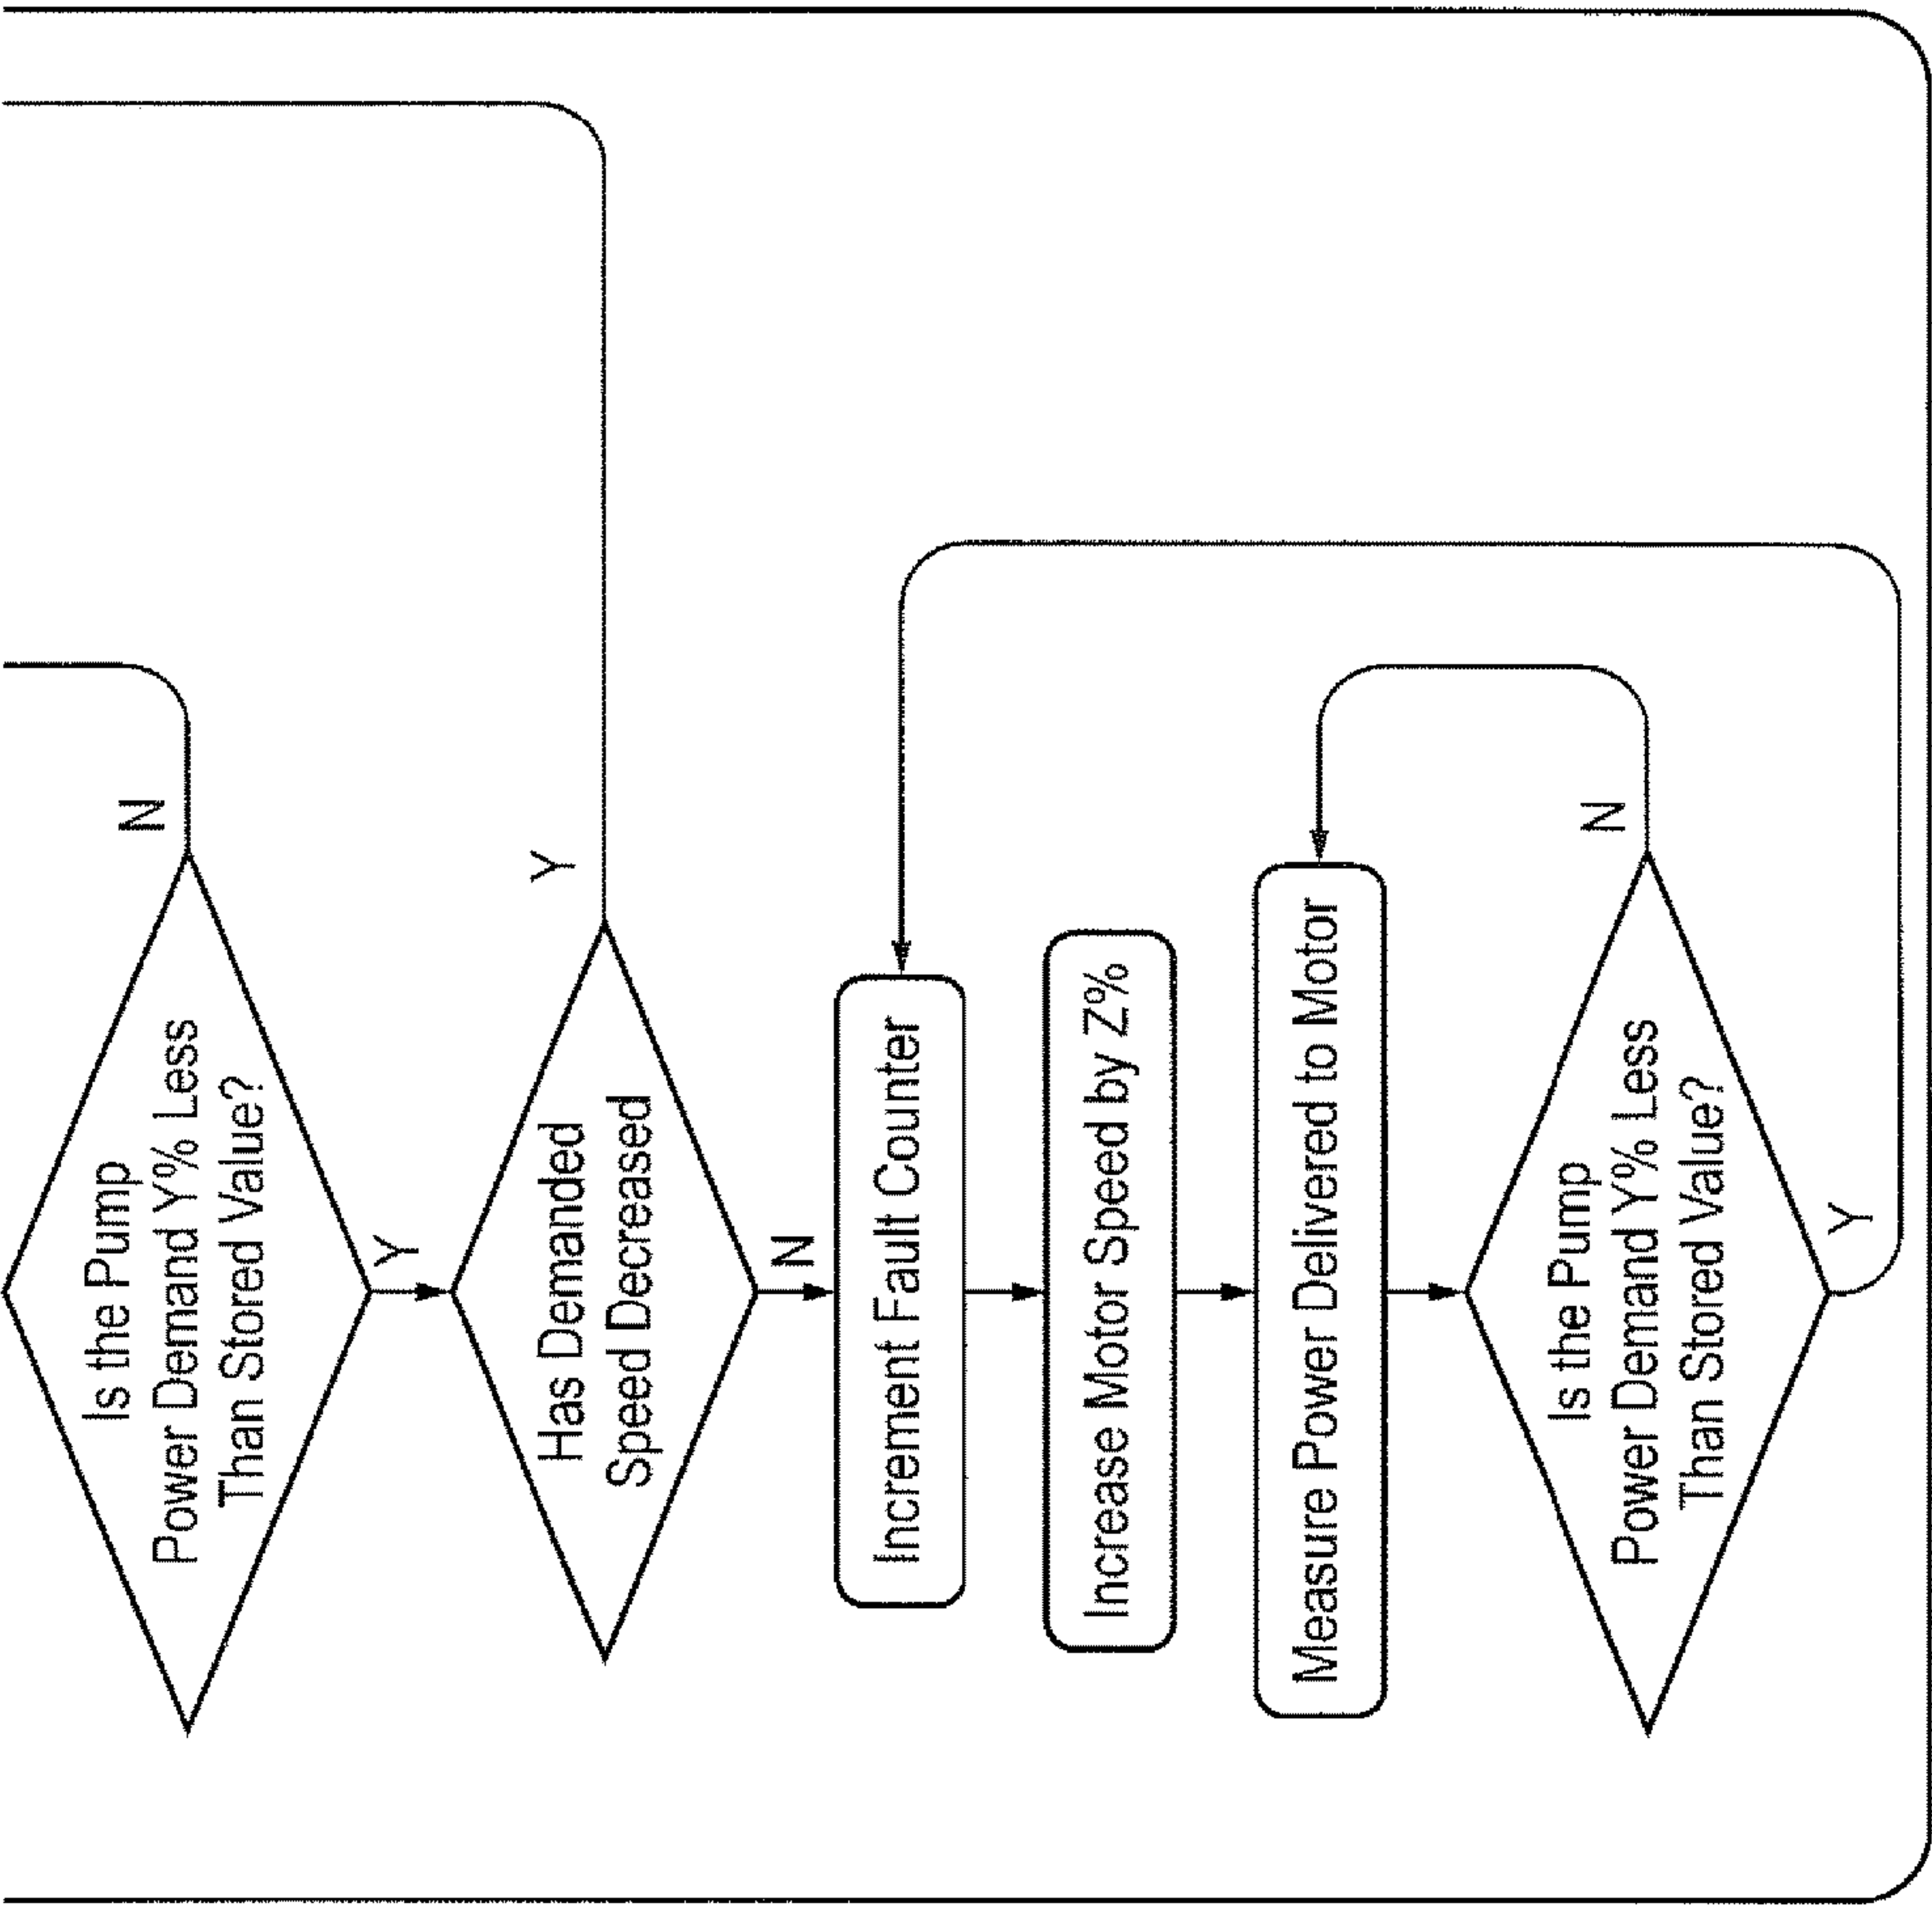 Is the Pump
Power Demand Y% Less
Than Stored Value?
N
Y
Has Demanded
Speed Decreased
Y
N
Increment Fault Counter
Increase Motor Speed by Z%
Measure Power Delivered to Motor
Is the Pump
Power Demand Y% Less
Than Stored Value?
N
Y